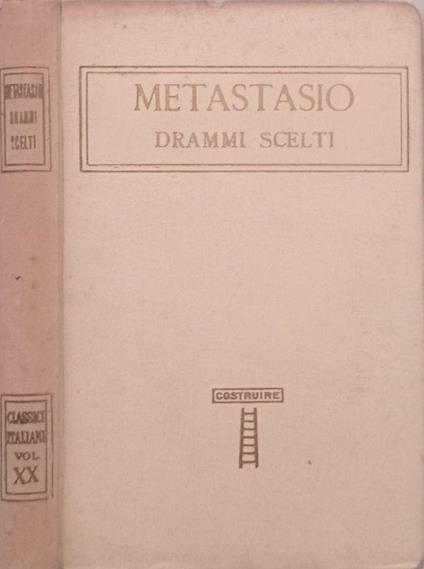 METASTASIO
DRAMMI SCELTI
COSTRUIRE
METASTASIO
DRAMMI
SCELTI
CLASSICI
ITALIANI
VOL
XX